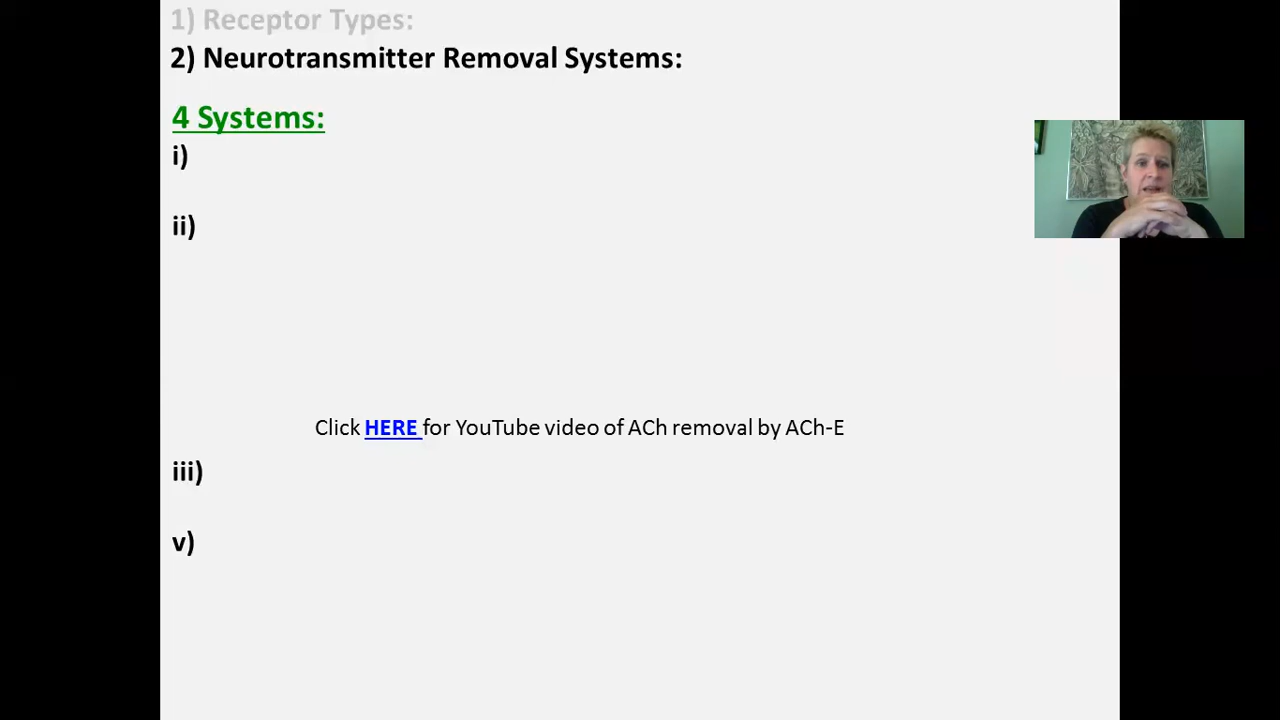 1) Receptor Types:
2) Neurotransmitter Removal Systems:
4 Systems:
i)
ii)
Click HERE for YouTube video of ACh removal by ACh-E
iii)
v)